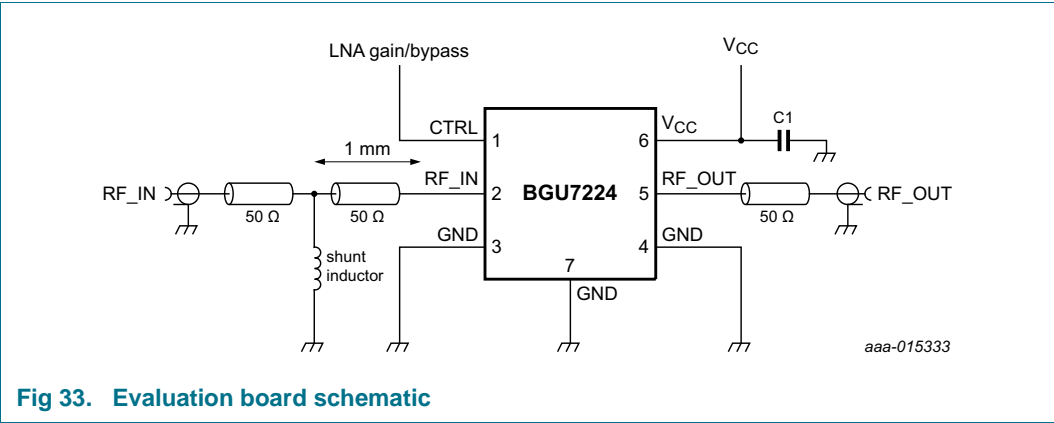 LNA gain/bypass
VCC
C1
CTRL
1
6
VCC
1 mm
RF_IN
RF_IN
2
BGU7224
5
RF_OUT
RF_OUT
50 Ω
50 Ω
50 Ω
GND
3
4
GND
shunt
inductor
7
GND
aaa-015333
Fig 33. Evaluation board schematic